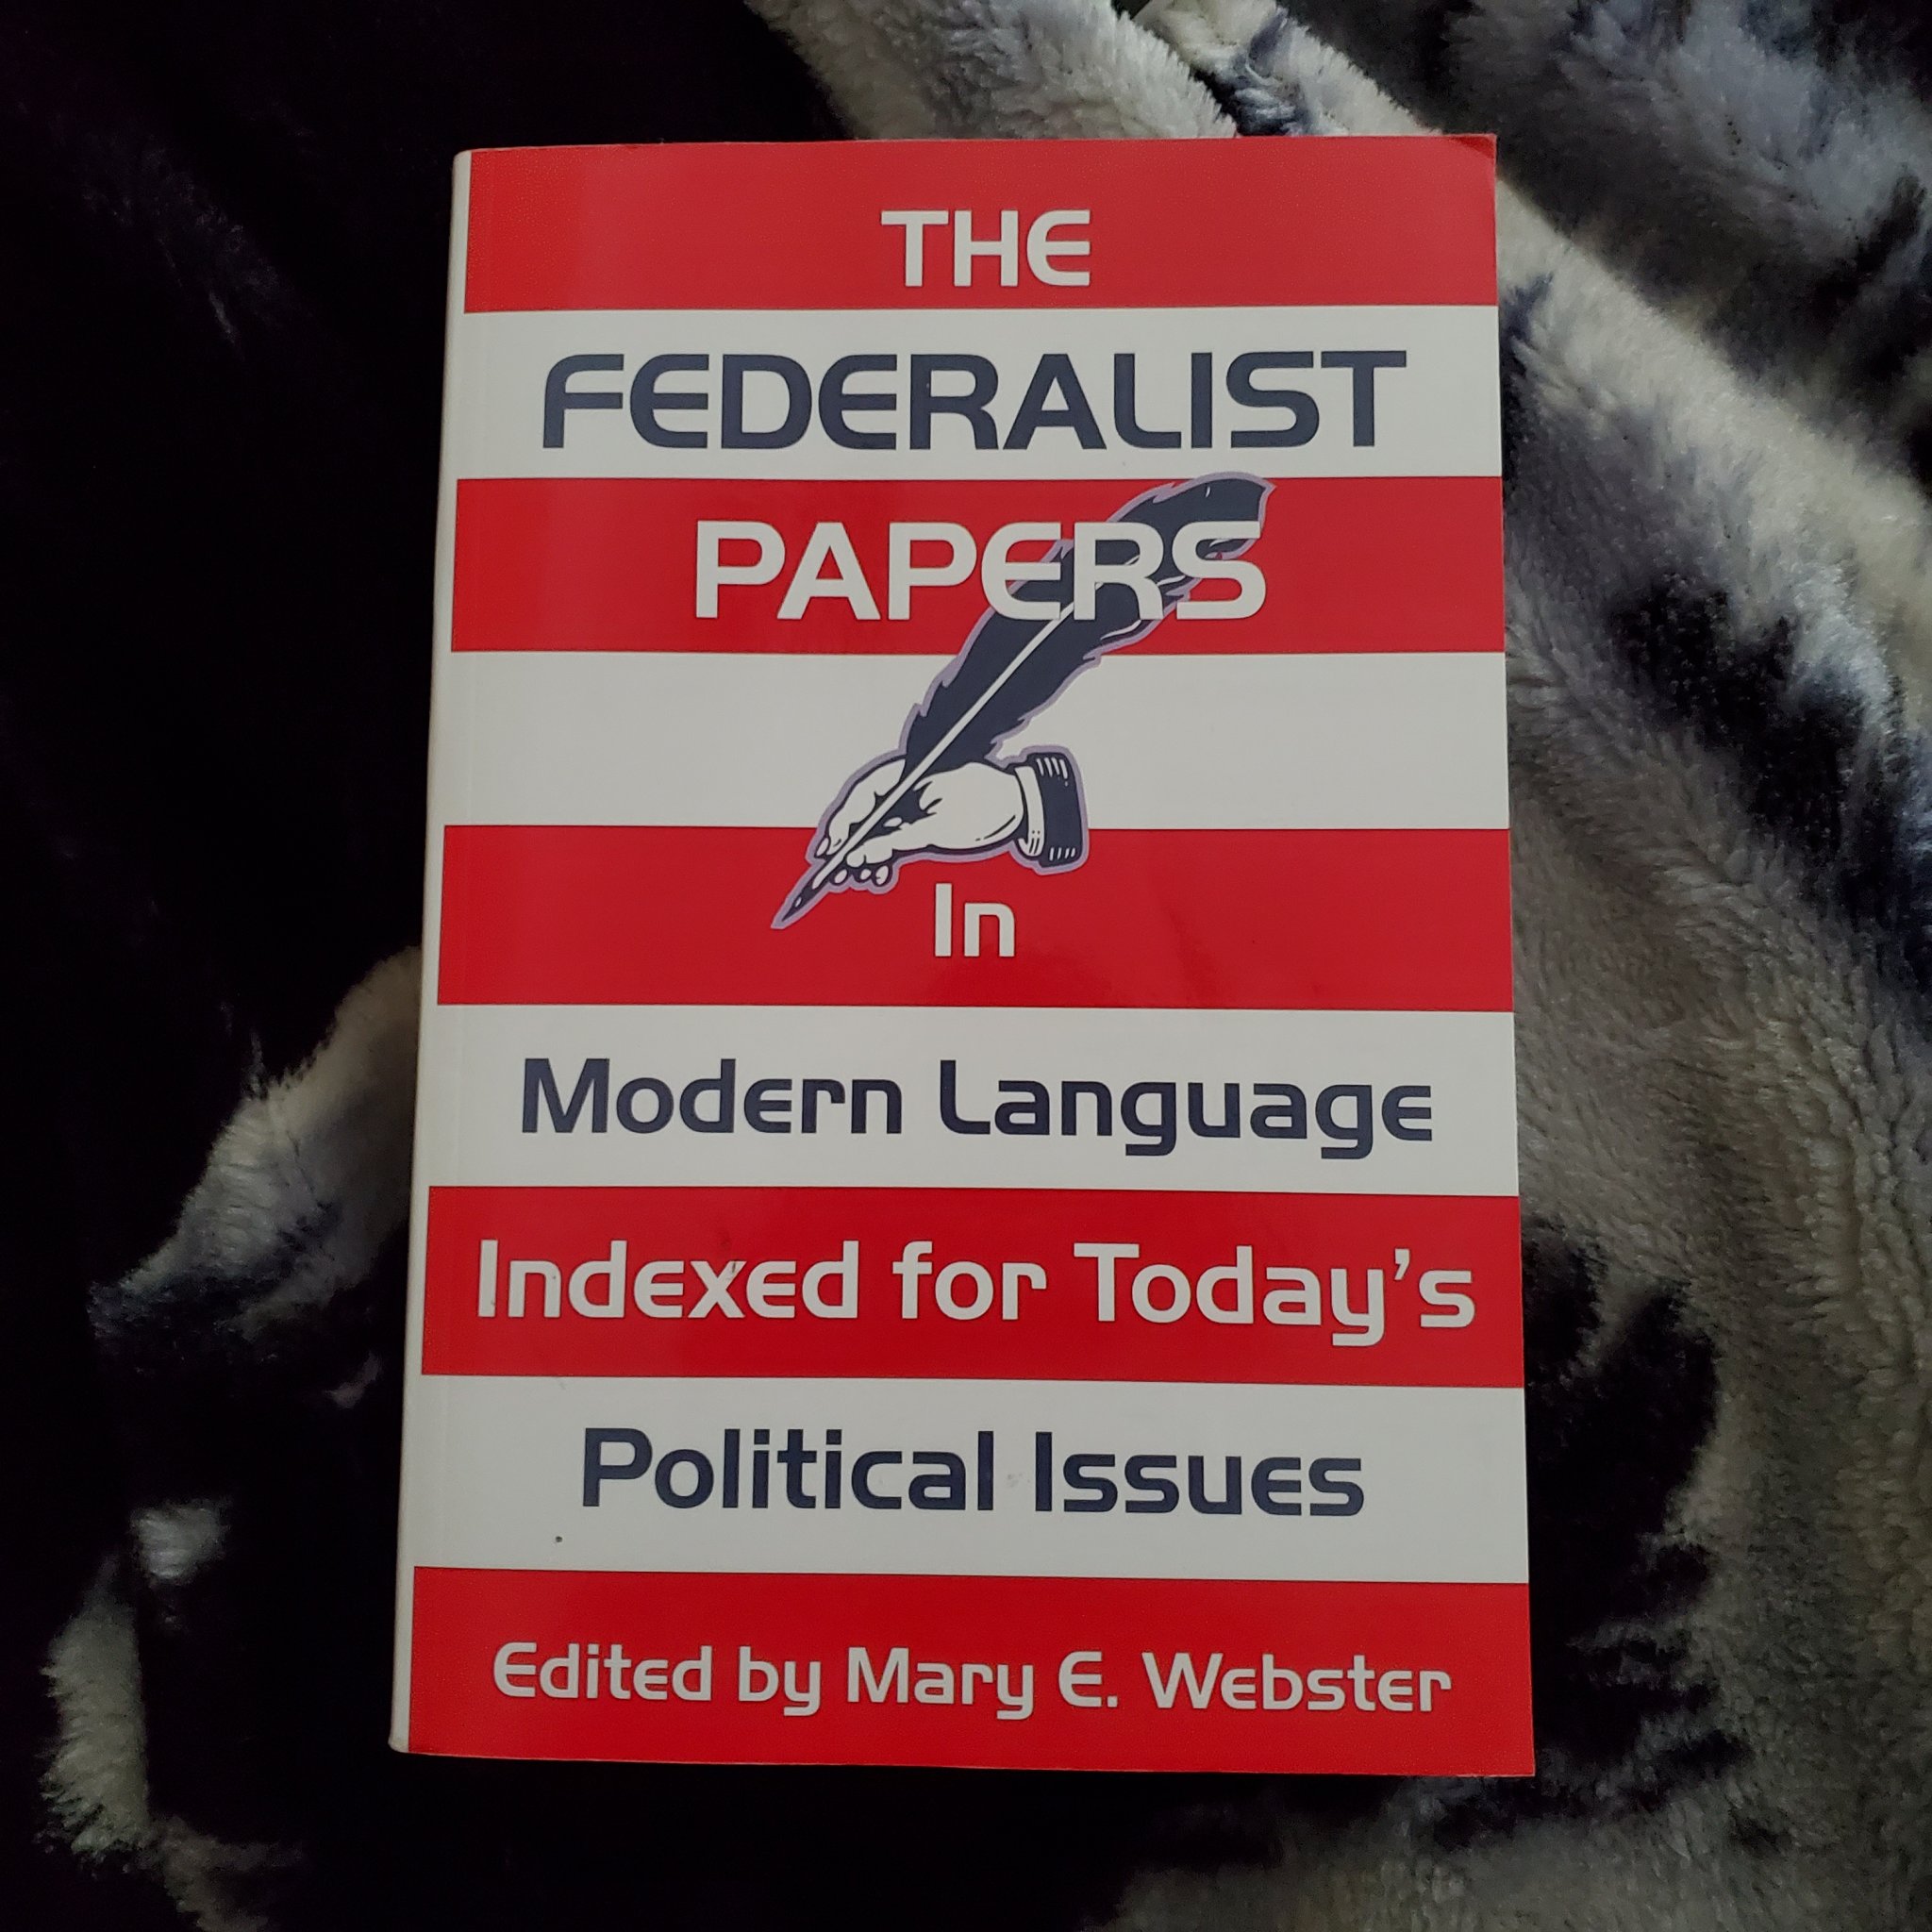 THE
FEDERALIST
PAPERS
In
Modern Language
Indexed for Today's
Political Issues
Edited by Mary E. Webster